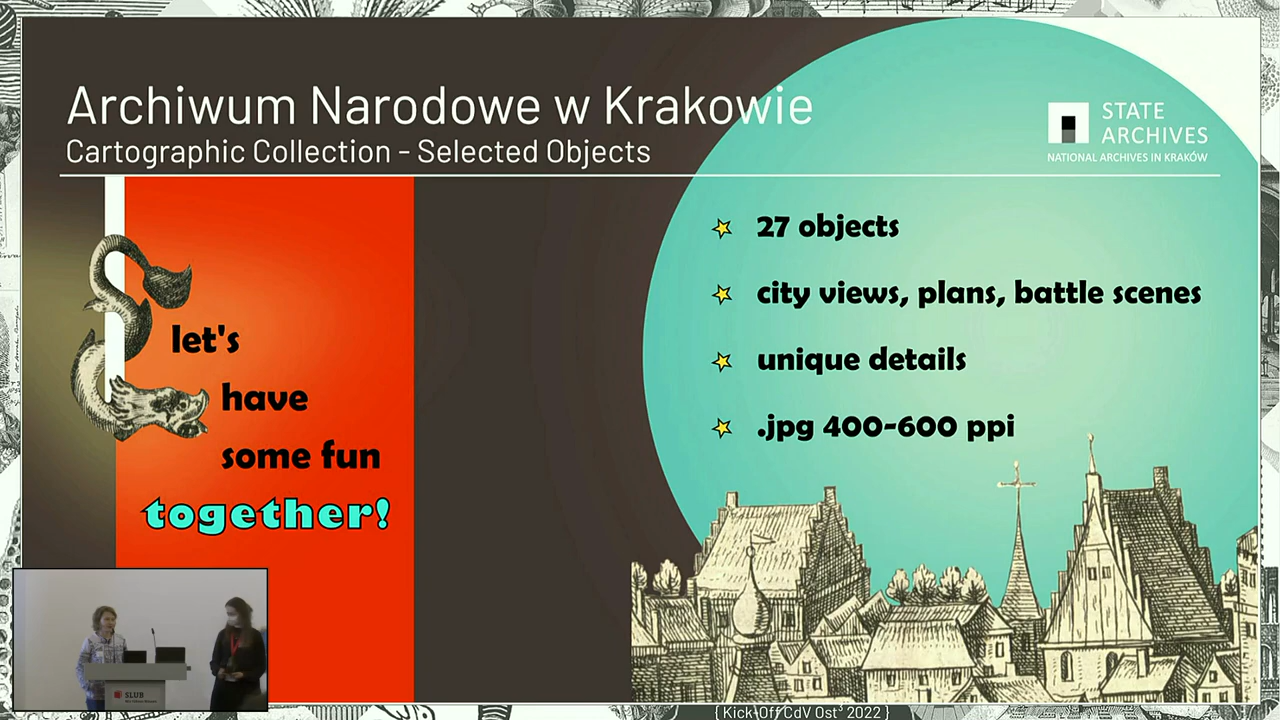 Archiwum Narodowe w Krakowie
Cartographic Collection - Selected Objects
STATE
ARCHIVES
NATIONAL ARCHIVES IN KRAKÓW
let's
have
some fun
together!
27 objects
city views, plans, battle scenes
unique details
.jpg 400-600 ppi
SLUB
{ Kick-Off CdV Ost³ 2022 }